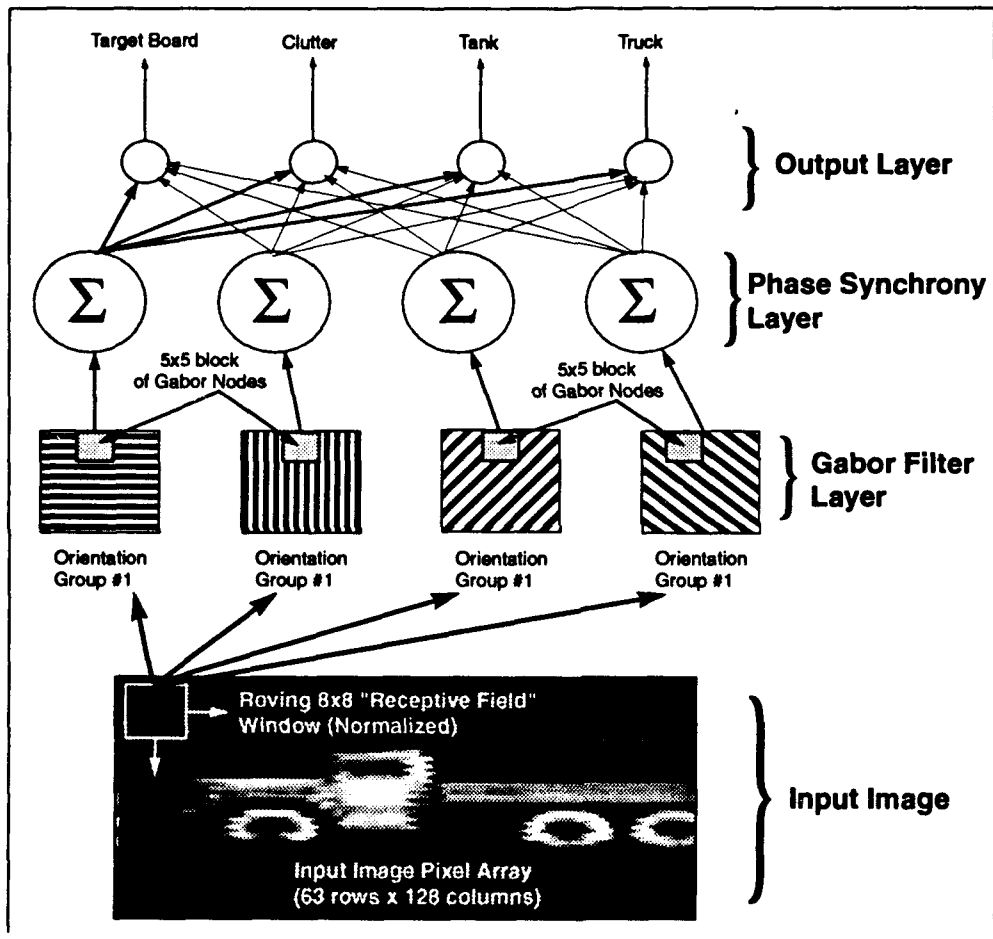 Target Board
Clutter
Tank
Truck
Output Layer
Σ
Σ
Σ
Σ
Phase Synchrony
Layer
5x5 block
of Gabor Nodes
5x5 block
of Gabor Nodes
Gabor Filter
Layer
Orientation
Group #1
Orientation
Group #1
Orientation
Group #1
Orientation
Group #1
Roving 8x8 "Receptive Field"
Window (Normalized)
Input Image
Input Image Pixel Array
(63 rows x 128 columns)